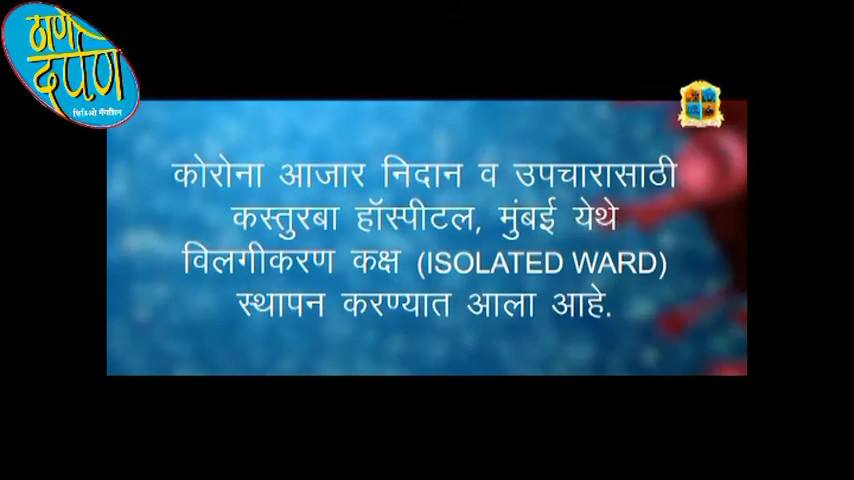 ठाणे
दर्पण
व्हिडिओ मॅगझिन
कोरोना आजार निदान व उपचारासाठी
कस्तुरबा हॉस्पीटल, मुंबई येथे
विलगीकरण कक्ष (ISOLATED WARD)
स्थापन करण्यात आला आहे.